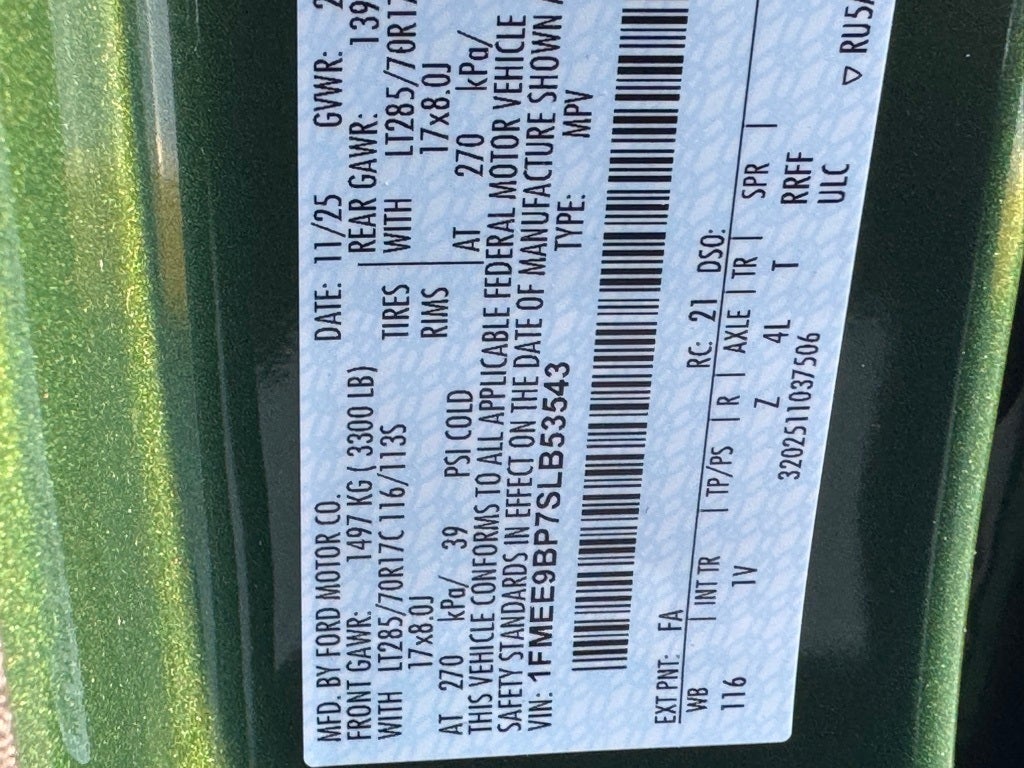 MFD. BY FORD MOTOR CO. DATE: 11/25 GVWR:
FRONT GAWR: 1497 KG ( 3300 LB) REAR GAWR: 139
WITH LT285/70R17C 116/113S TIRES WITH LT285/70R17
17x8.0J RIMS 17x8.0J
AT 270 kPa/ 39 PSI COLD AT 270 kPa/
THIS VEHICLE CONFORMS TO ALL APPLICABLE FEDERAL MOTOR VEHICLE
SAFETY STANDARDS IN EFFECT ON THE DATE OF MANUFACTURE SHOWN
VIN: 1FMEE9BP7SLB53543 TYPE: MPV
EXT.PNT: FA RC: 21 DSO:
WB | INT TR | TP/PS | R | AXLE | TR | SPR |
116 1V Z 4L T RRFF
3202511037506 ULC
▽ RU5